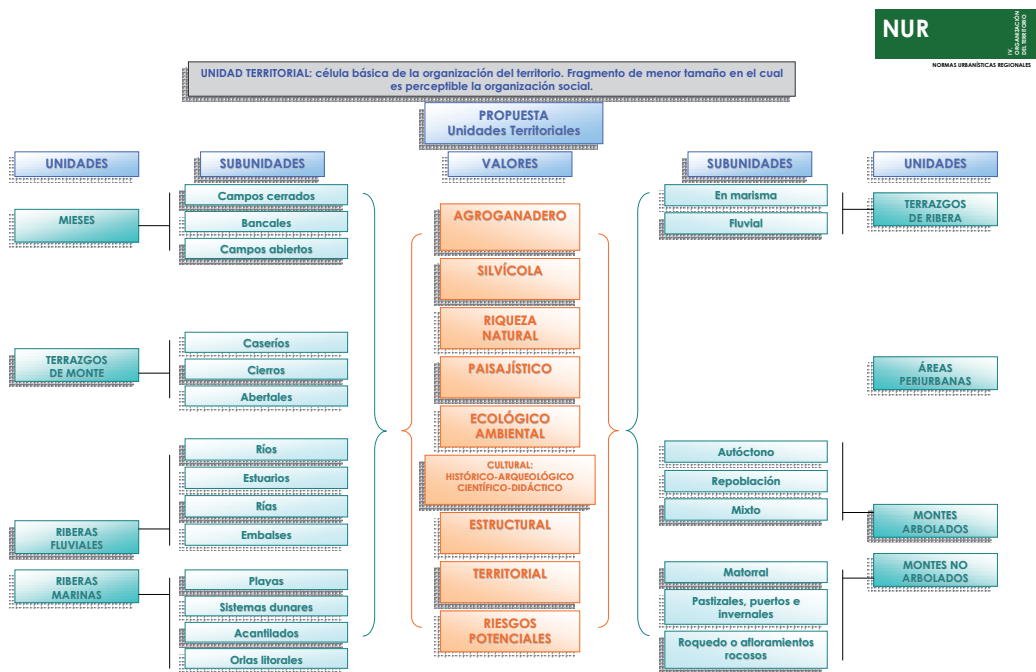 NUR
IV.
ORGANIZACIÓN
DEL TERRITORIO
NORMAS URBANÍSTICAS REGIONALES
UNIDAD TERRITORIAL: célula básica de la organización del territorio. Fragmento de menor tamaño en el cual
es perceptible la organización social.
PROPUESTA
Unidades Territoriales
UNIDADES
SUBUNIDADES
VALORES
SUBUNIDADES
UNIDADES
MIESES
Campos cerrados
Bancales
Campos abiertos
TERRAZGOS
DE MONTE
Caseríos
Cierros
Abertales
RIBERAS
FLUVIALES
Ríos
Estuarios
Rías
Embalses
RIBERAS
MARINAS
Playas
Sistemas dunares
Acantilados
Orlas litorales
AGROGANADERO
SILVÍCOLA
RIQUEZA
NATURAL
PAISAJÍSTICO
ECOLÓGICO
AMBIENTAL
CULTURAL:
HISTÓRICO-ARQUEOLÓGICO
CIENTÍFICO-DIDÁCTICO
ESTRUCTURAL
TERRITORIAL
RIESGOS
POTENCIALES
En marisma
Fluvial
TERRAZGOS
DE RIBERA
ÁREAS
PERIURBANAS
Autóctono
Repoblación
Mixto
MONTES
ARBOLADOS
Matorral
Pastizales, puertos e
invernales
Roquedo o afloramientos
rocosos
MONTES NO
ARBOLADOS